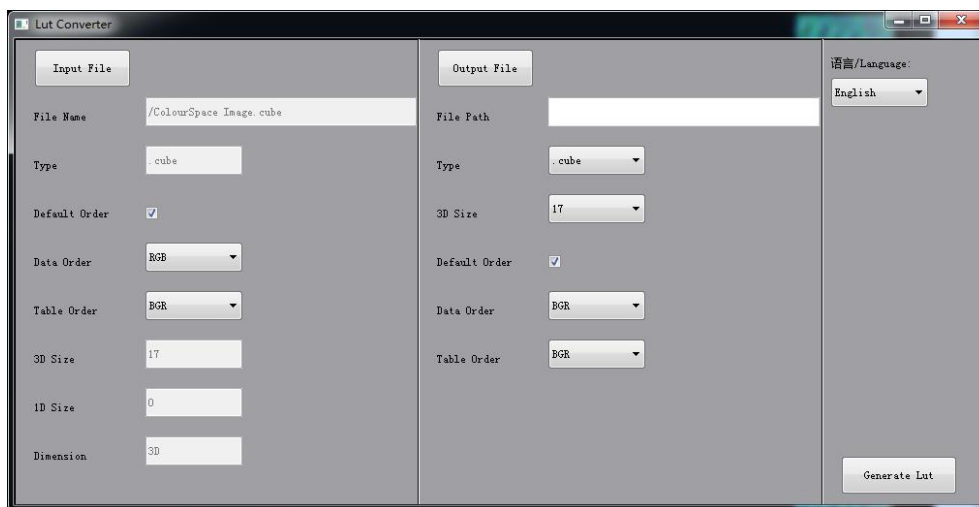 Lut Converter
Input File
File Name
/ColourSpace Image.cube
Type
.cube
Default Order
Data Order
RGB
Table Order
BGR
3D Size
17
1D Size
0
Dimension
3D
Output File
File Path
Type
.cube
3D Size
17
Default Order
Data Order
BGR
Table Order
BGR
语言/Language:
English
Generate Lut